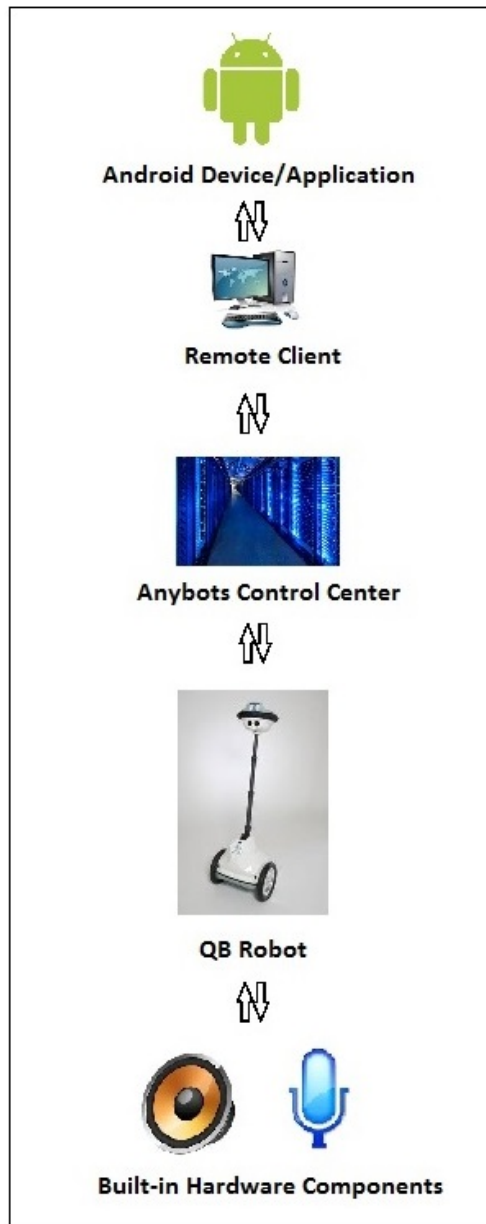 Android Device/Application
Remote Client
Anybots Control Center
QB Robot
Built-in Hardware Components